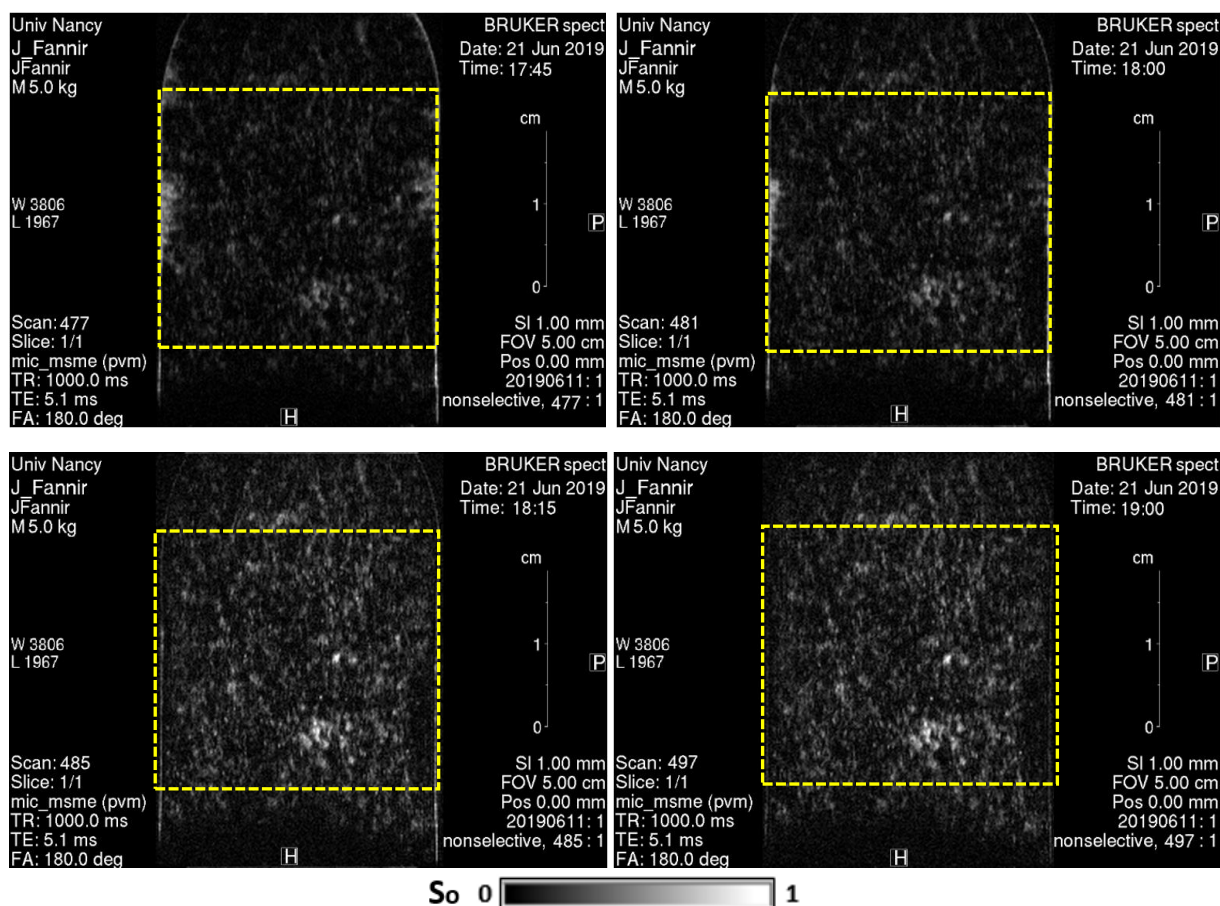 Univ Nancy
J_Fannir
JFannir
M 5.0 kg
BRUKER spect
Date: 21 Jun 2019
Time: 17:45
cm
1
0
W 3806
L 1967
P
Scan: 477
Slice: 1/1
mic_msme (pvm)
TR: 1000.0 ms
TE: 5.1 ms
FA: 180.0 deg
H
SI 1.00 mm
FOV 5.00 cm
Pos 0.00 mm
20190611: 1
nonselective, 477 : 1
Univ Nancy
J_Fannir
JFannir
M 5.0 kg
BRUKER spect
Date: 21 Jun 2019
Time: 18:00
cm
1
0
W 3806
L 1967
P
Scan: 481
Slice: 1/1
mic_msme (pvm)
TR: 1000.0 ms
TE: 5.1 ms
FA: 180.0 deg
H
SI 1.00 mm
FOV 5.00 cm
Pos 0.00 mm
20190611: 1
nonselective, 481 : 1
Univ Nancy
J_Fannir
JFannir
M 5.0 kg
BRUKER spect
Date: 21 Jun 2019
Time: 18:15
cm
1
0
W 3806
L 1967
P
Scan: 485
Slice: 1/1
mic_msme (pvm)
TR: 1000.0 ms
TE: 5.1 ms
FA: 180.0 deg
H
SI 1.00 mm
FOV 5.00 cm
Pos 0.00 mm
20190611: 1
nonselective, 485 : 1
Univ Nancy
J_Fannir
JFannir
M 5.0 kg
BRUKER spect
Date: 21 Jun 2019
Time: 19:00
cm
1
0
W 3806
L 1967
P
Scan: 497
Slice: 1/1
mic_msme (pvm)
TR: 1000.0 ms
TE: 5.1 ms
FA: 180.0 deg
H
SI 1.00 mm
FOV 5.00 cm
Pos 0.00 mm
20190611: 1
nonselective, 497 : 1
So 0 1